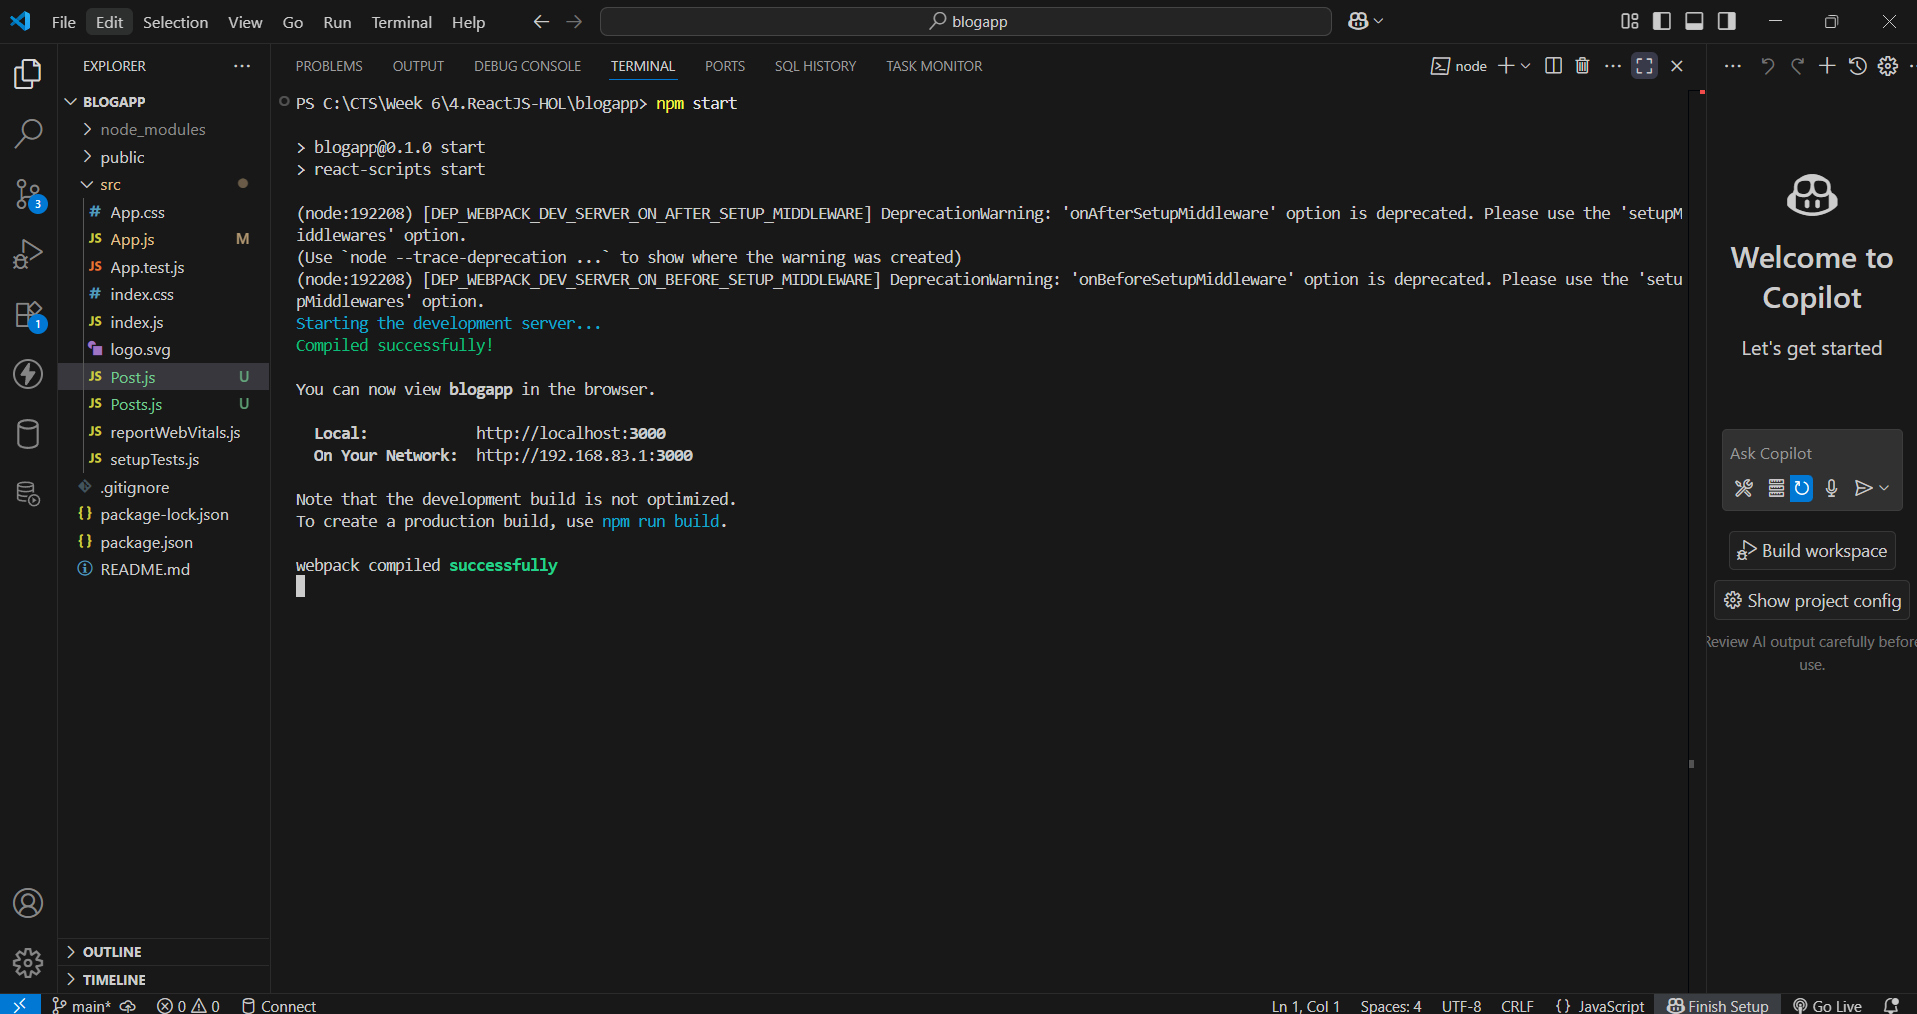 File Edit Selection View Go Run Terminal Help
blogapp
EXPLORER
BLOGAPP
node_modules
public
src
# App.css
JS App.js M
JS App.test.js
# index.css
JS index.js
logo.svg
JS Post.js U
JS Posts.js U
JS reportWebVitals.js
JS setupTests.js
.gitignore
{} package-lock.json
{} package.json
README.md
OUTLINE
TIMELINE
3
1
PROBLEMS OUTPUT DEBUG CONSOLE TERMINAL PORTS SQL HISTORY TASK MONITOR
node
PS C:\CTS\Week 6\4.ReactJS-HOL\blogapp> npm start
> blogapp@0.1.0 start
> react-scripts start
(node:192208) [DEP_WEBPACK_DEV_SERVER_ON_AFTER_SETUP_MIDDLEWARE] DeprecationWarning: 'onAfterSetupMiddleware' option is deprecated. Please use the 'setupM
iddlewares' option.
(Use `node --trace-deprecation ...` to show where the warning was created)
(node:192208) [DEP_WEBPACK_DEV_SERVER_ON_BEFORE_SETUP_MIDDLEWARE] DeprecationWarning: 'onBeforeSetupMiddleware' option is deprecated. Please use the 'setu
pMiddlewares' option.
Starting the development server...
Compiled successfully!
You can now view blogapp in the browser.
Local: http://localhost:3000
On Your Network: http://192.168.83.1:3000
Note that the development build is not optimized.
To create a production build, use npm run build.
webpack compiled successfully
Welcome to
Copilot
Let's get started
Ask Copilot
Build workspace
Show project config
Review AI output carefully before
use.
main* 0 0 Connect
Ln 1, Col 1 Spaces: 4 UTF-8 CRLF {} JavaScript Finish Setup Go Live